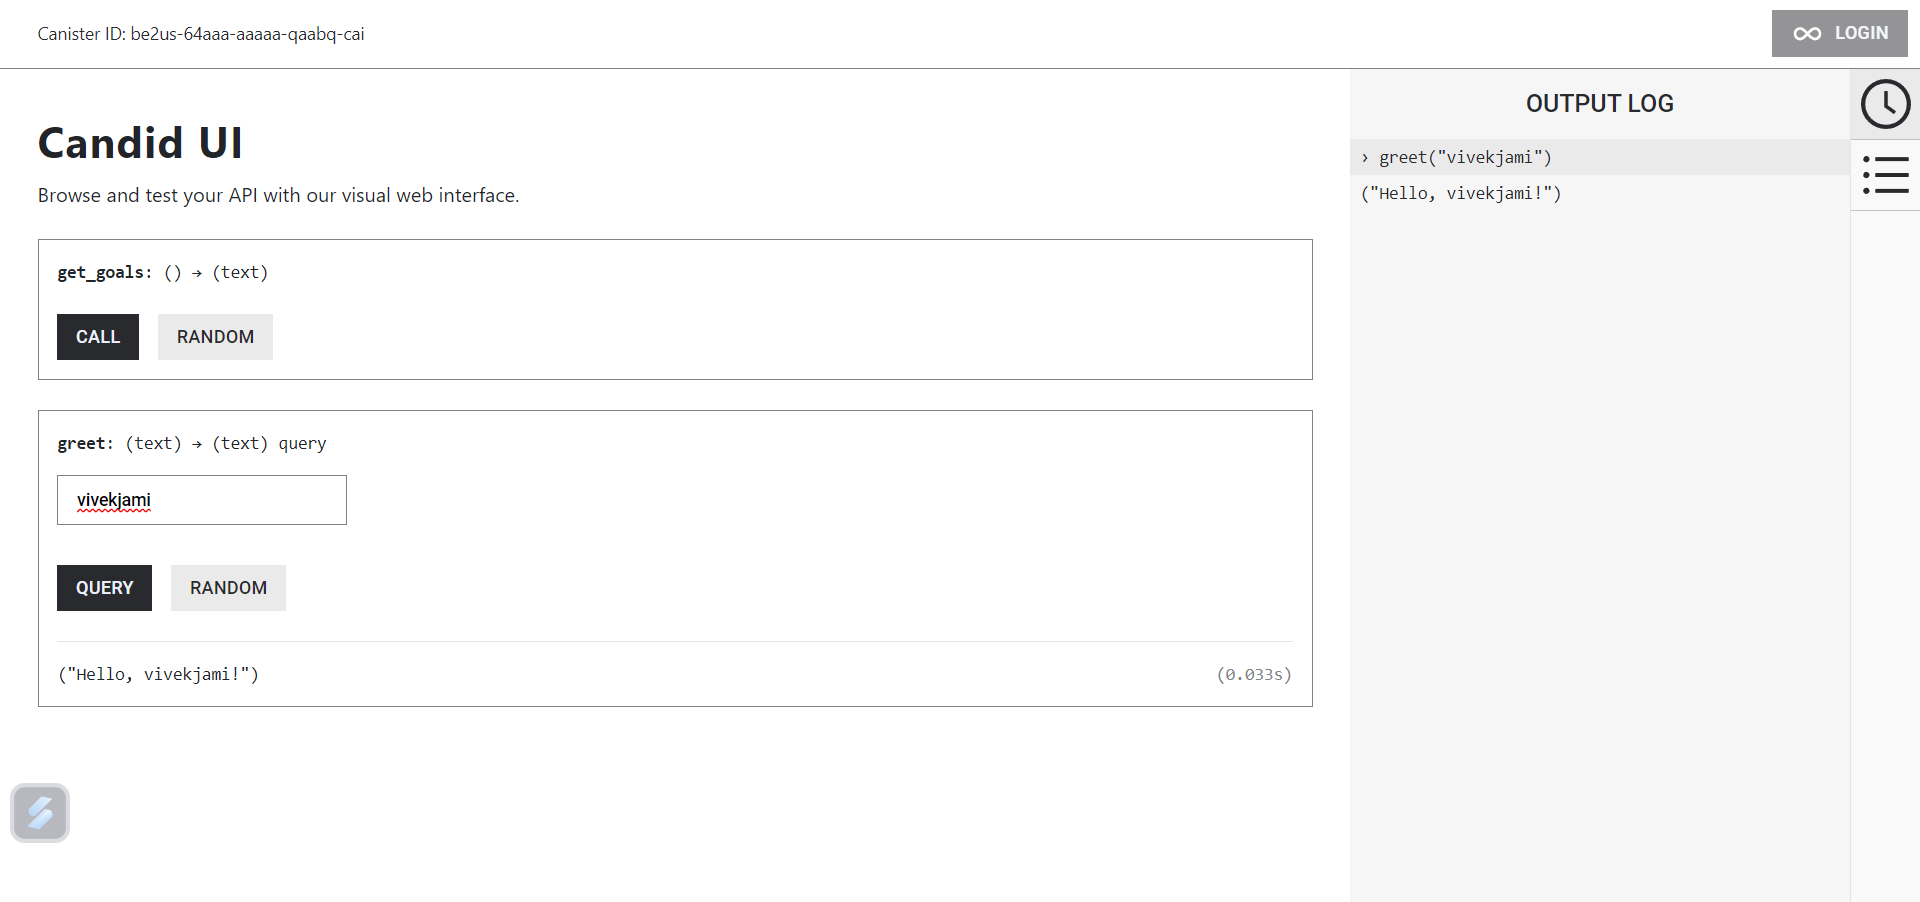 Canister ID: be2us-64aaa-aaaaa-qaabq-cai
LOGIN
Candid UI
Browse and test your API with our visual web interface.
get_goals: () → (text)
CALL
RANDOM
greet: (text) → (text) query
vivekjami
QUERY
RANDOM
("Hello, vivekjami!")
(0.033s)
OUTPUT LOG
› greet("vivekjami")
("Hello, vivekjami!")